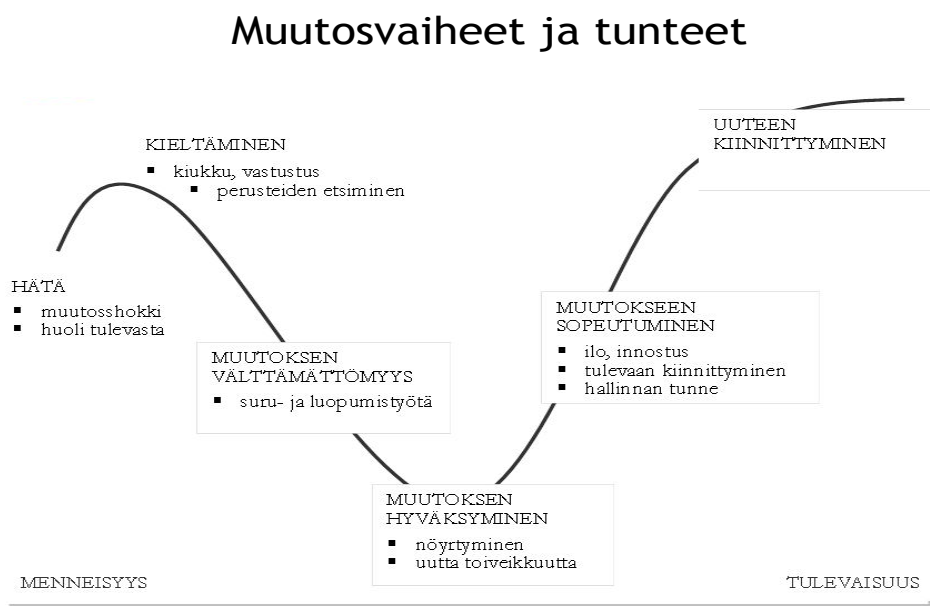 Muutosvaiheet ja tunteet
KIELTÄMINEN
▪ kiukku, vastustus
▪ perusteiden etsiminen
HÄTÄ
▪ muutosshokki
▪ huoli tulevasta
MUUTOKSEN
VÄLTTÄMÄTTÖMYYS
▪ suru- ja luopumistyötä
MUUTOKSEN
HYVÄKSYMINEN
▪ nöyrtyminen
▪ uutta toiveikkuutta
MUUTOKSEEN
SOPEUTUMINEN
▪ ilo, innostus
▪ tulevaan kiinnittyminen
▪ hallinnan tunne
UUTEEN
KIINNITTYMINEN
MENNEISYYS
TULEVAISUUS